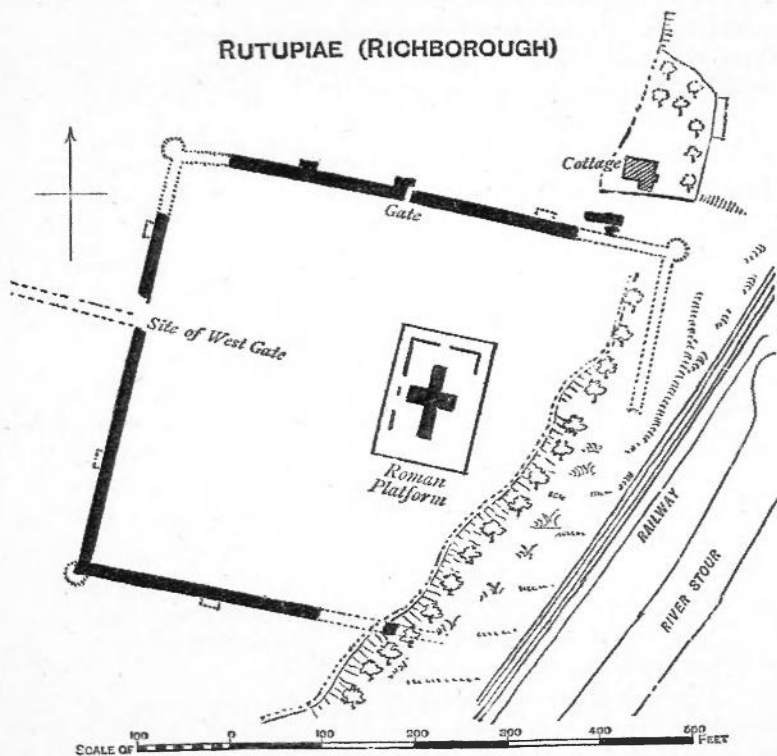 RUTUPIAE (RICHBOROUGH)
Cottage
Gate
Site of West Gate
Roman
Platform
RAILWAY
RIVER STOUR
100 0 100 200 300 400 500
SCALE OF FEET